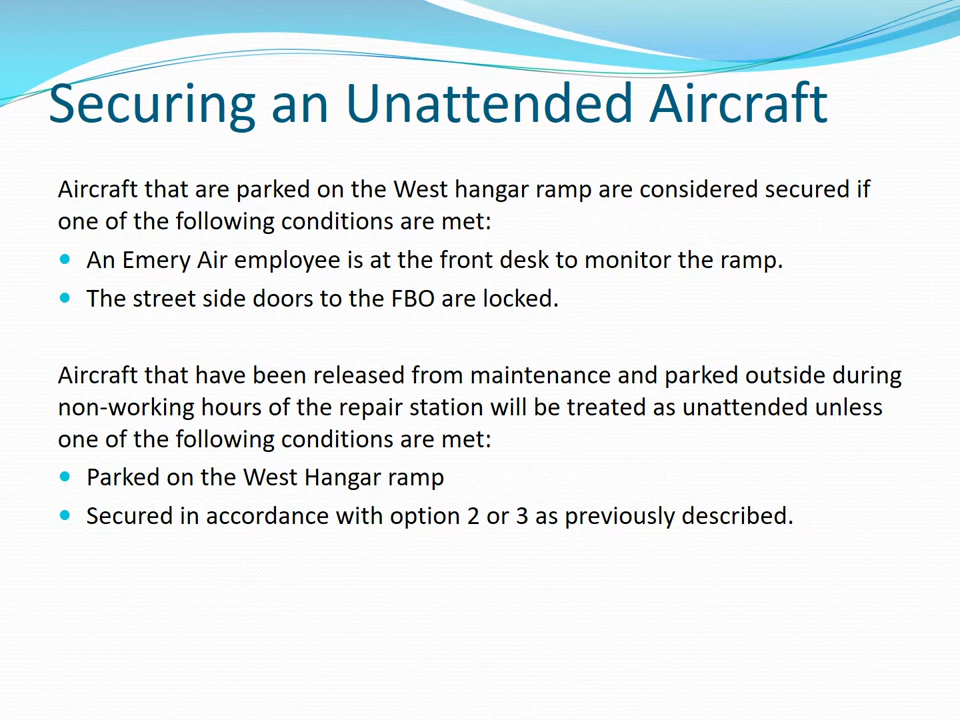 Securing an Unattended Aircraft
Aircraft that are parked on the West hangar ramp are considered secured if
one of the following conditions are met:
• An Emery Air employee is at the front desk to monitor the ramp.
• The street side doors to the FBO are locked.
Aircraft that have been released from maintenance and parked outside during
non-working hours of the repair station will be treated as unattended unless
one of the following conditions are met:
• Parked on the West Hangar ramp
• Secured in accordance with option 2 or 3 as previously described.